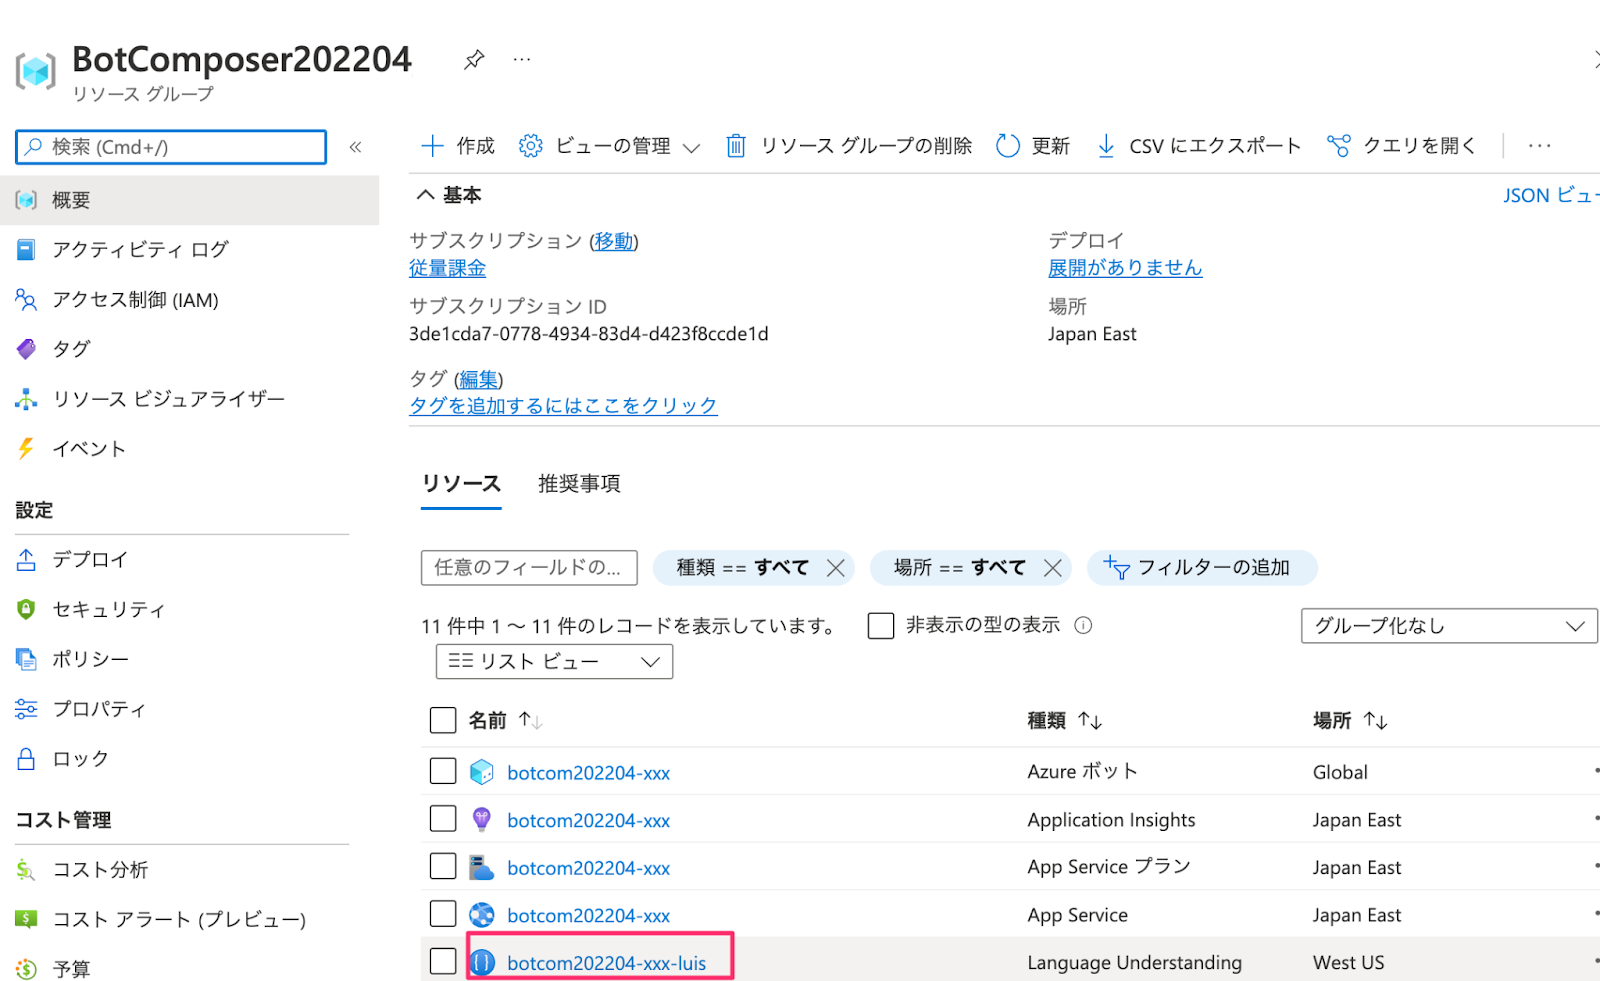 BotComposer202204
リソース グループ
検索 (Cmd+/)
概要
アクティビティ ログ
アクセス制御 (IAM)
タグ
リソース ビジュアライザー
イベント
設定
デプロイ
セキュリティ
ポリシー
プロパティ
ロック
コスト管理
コスト分析
コスト アラート (プレビュー)
予算
作成 ビューの管理 リソース グループの削除 更新 CSV にエクスポート クエリを開く
基本
JSON ビュー
サブスクリプション (移動)
従量課金
サブスクリプション ID
3de1cda7-0778-4934-83d4-d423f8ccde1d
タグ (編集)
タグを追加するにはここをクリック
デプロイ
展開がありません
場所
Japan East
リソース 推奨事項
任意のフィールドの... 種類 == すべて 場所 == すべて フィルターの追加
11 件中 1 ～ 11 件のレコードを表示しています。 非表示の型の表示 グループ化なし
リスト ビュー
名前 ↑↓ 種類 ↑↓ 場所 ↑↓
botcom202204-xxx Azure ボット Global
botcom202204-xxx Application Insights Japan East
botcom202204-xxx App Service プラン Japan East
botcom202204-xxx App Service Japan East
botcom202204-xxx-luis Language Understanding West US